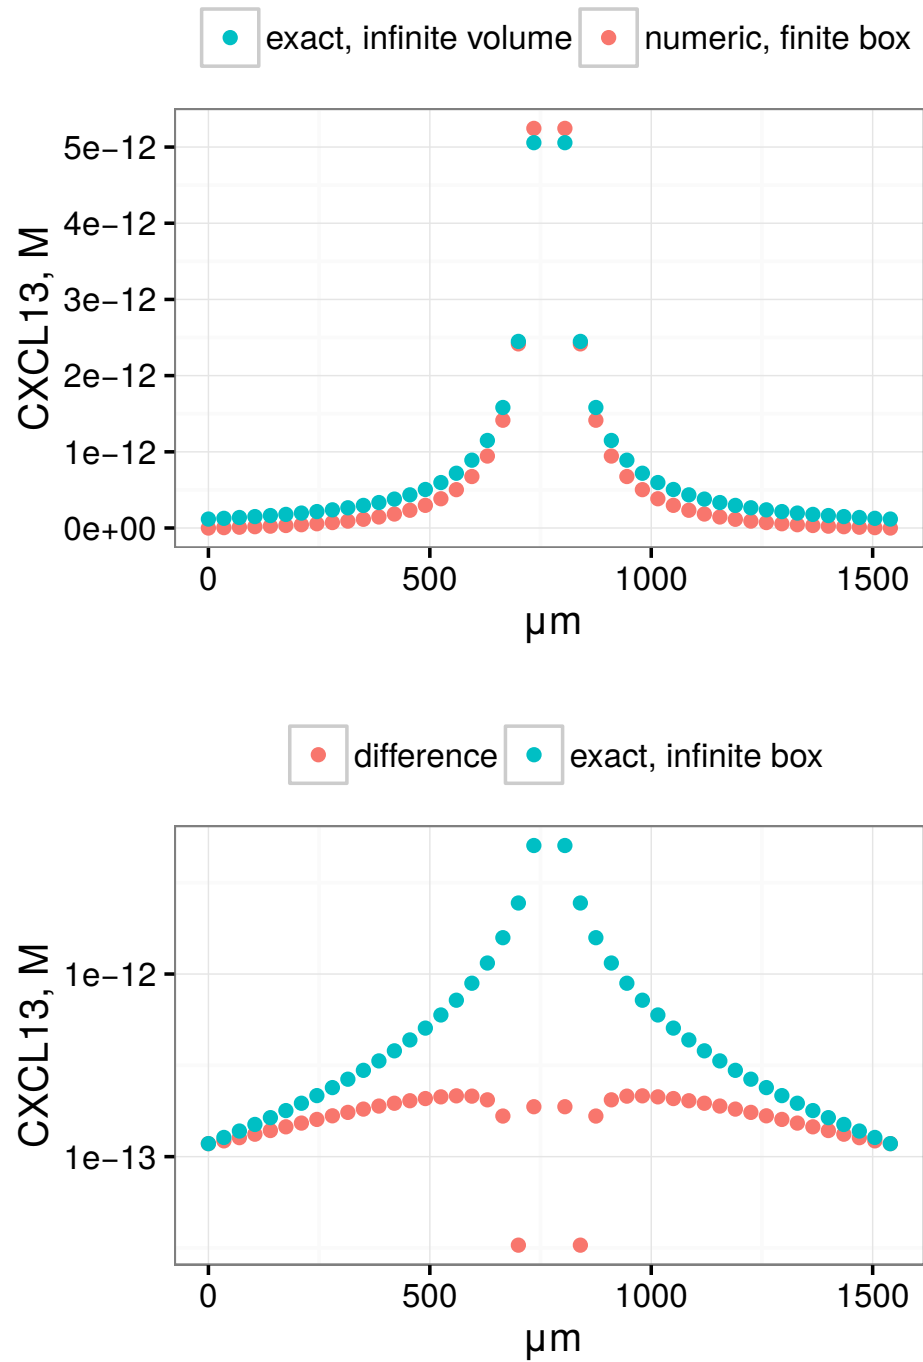 exact, infinite volume numeric, finite box
5e−12
4e−12
3e−12
2e−12
1e−12
0e+00
CXCL13, M
0 500 1000 1500
µm
difference exact, infinite box
1e−12
1e−13
CXCL13, M
0 500 1000 1500
µm